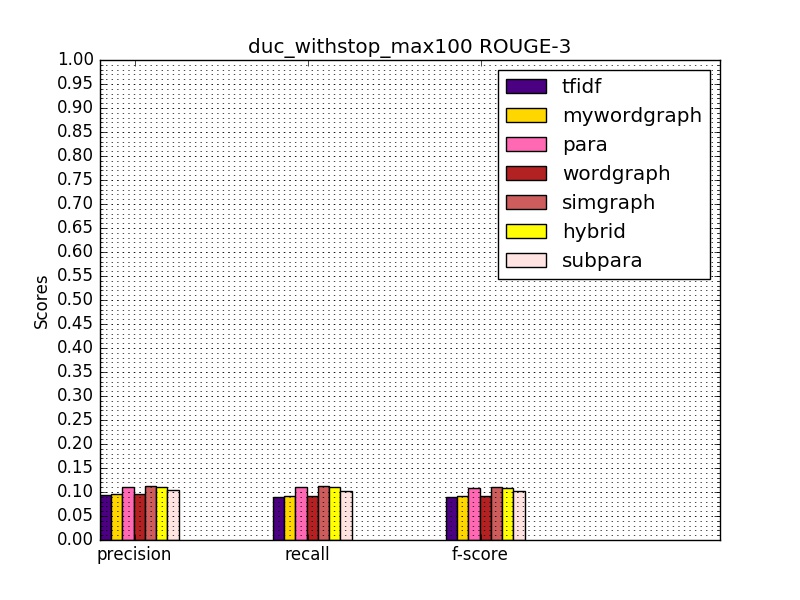 duc_withstop_max100 ROUGE-3
1.00
0.95
0.90
0.85
0.80
0.75
0.70
0.65
0.60
0.55
0.50
0.45
0.40
0.35
0.30
0.25
0.20
0.15
0.10
0.05
0.00
Scores
tfidf
mywordgraph
para
wordgraph
simgraph
hybrid
subpara
precision recall f-score